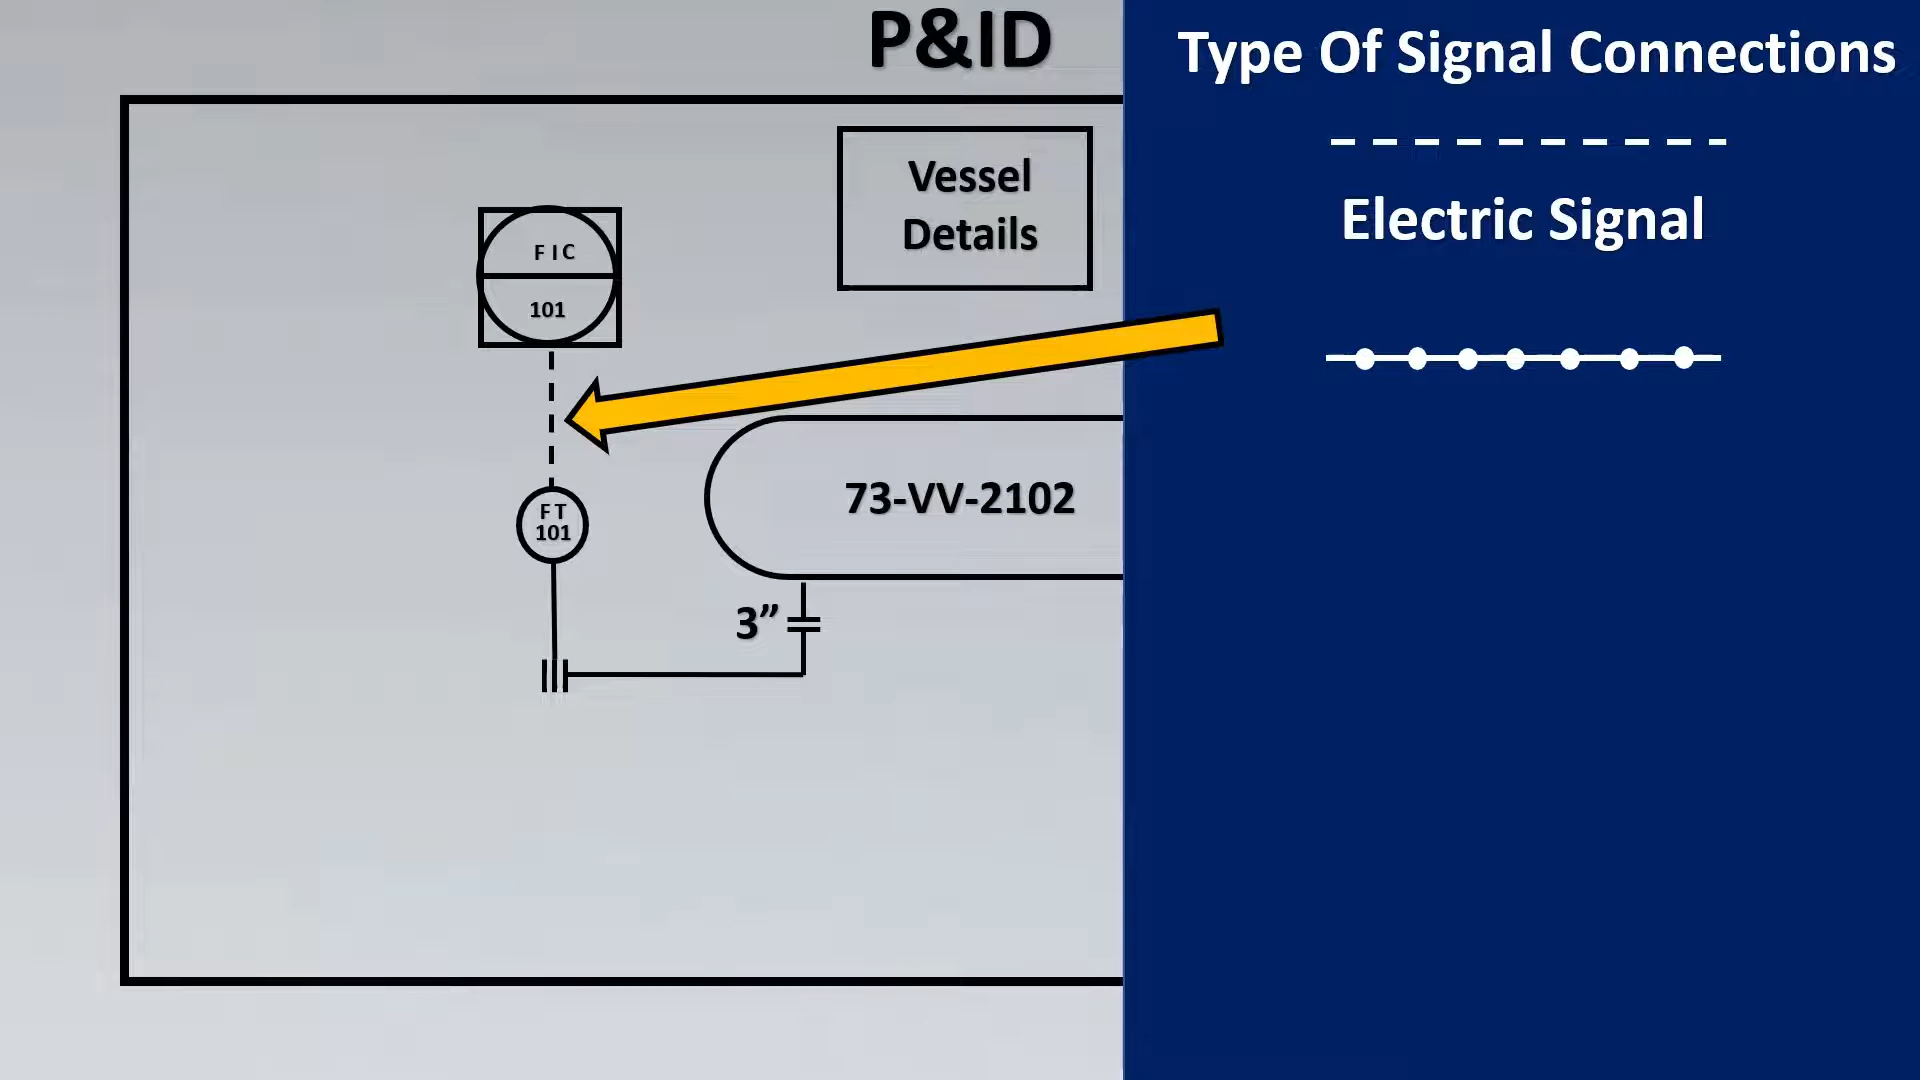 P&ID
Type Of Signal Connections
Vessel
Details
Electric Signal
FIC
101
73-VV-2102
FT
101
3”